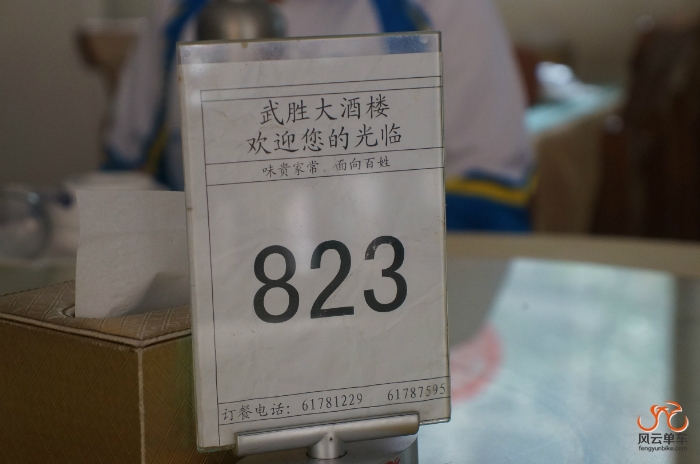 武胜大酒楼
欢迎您的光临
味贵家常、面向百姓
823
订餐电话：61781229 61787595
风云单车
fengyunbike.com